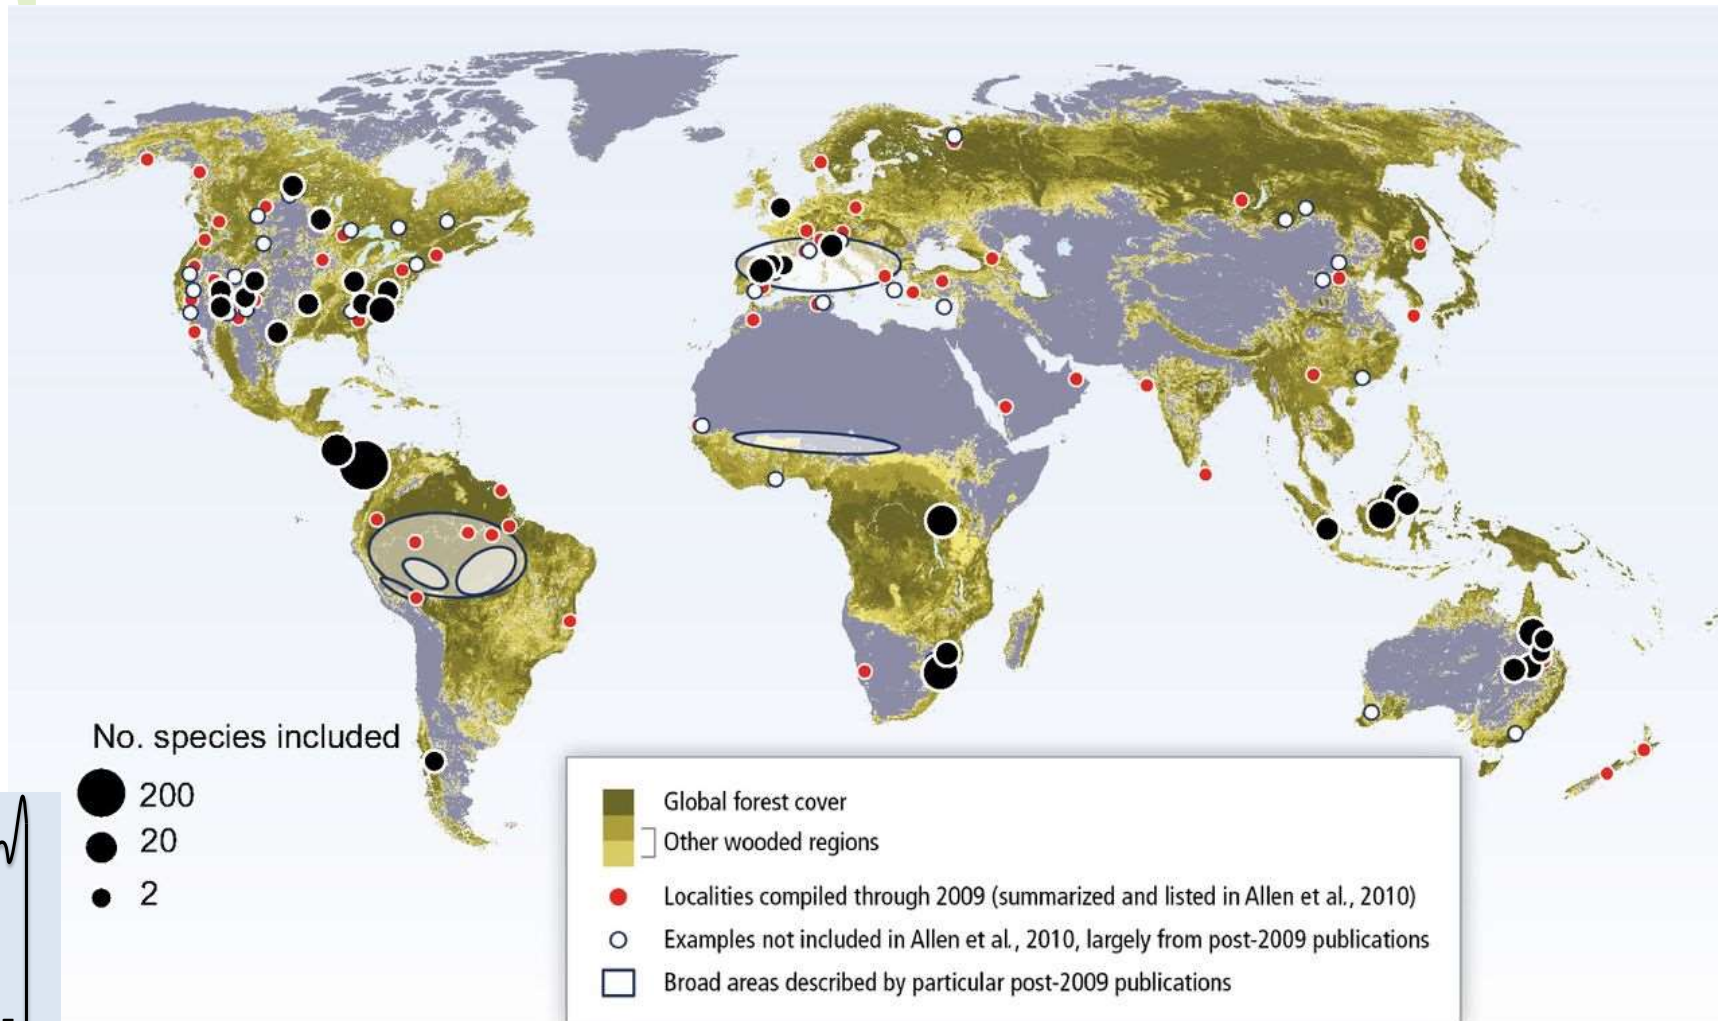 No. species included
200
20
2
Global forest cover
Other wooded regions
Localities compiled through 2009 (summarized and listed in Allen et al., 2010)
Examples not included in Allen et al., 2010, largely from post-2009 publications
Broad areas described by particular post-2009 publications